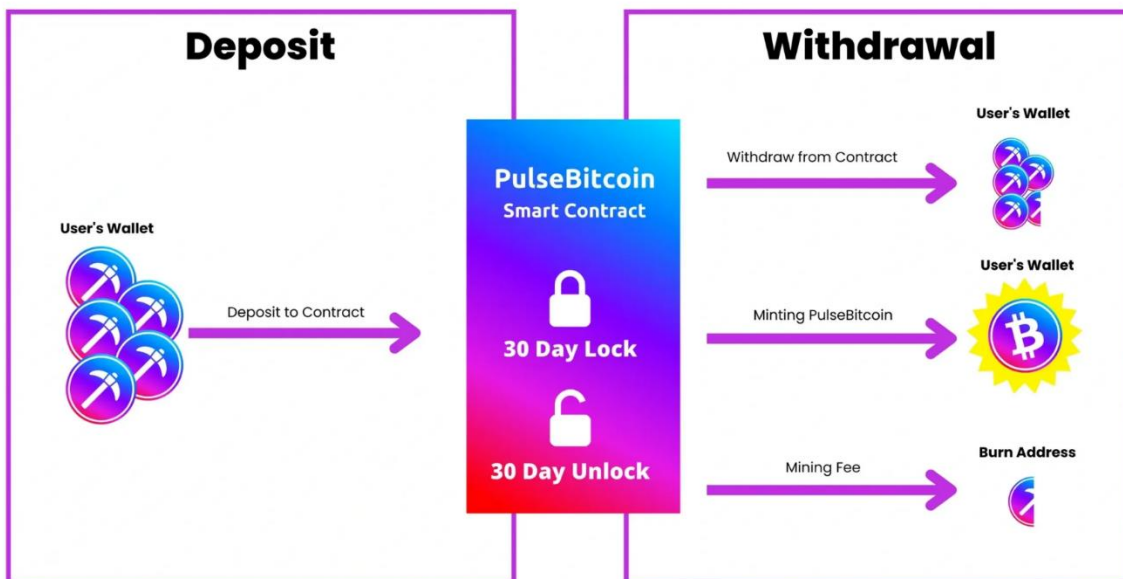 Deposit
Withdrawal
User's Wallet
Deposit to Contract
PulseBitcoin
Smart Contract
30 Day Lock
30 Day Unlock
Withdraw from Contract
User's Wallet
Minting PulseBitcoin
User's Wallet
Mining Fee
Burn Address